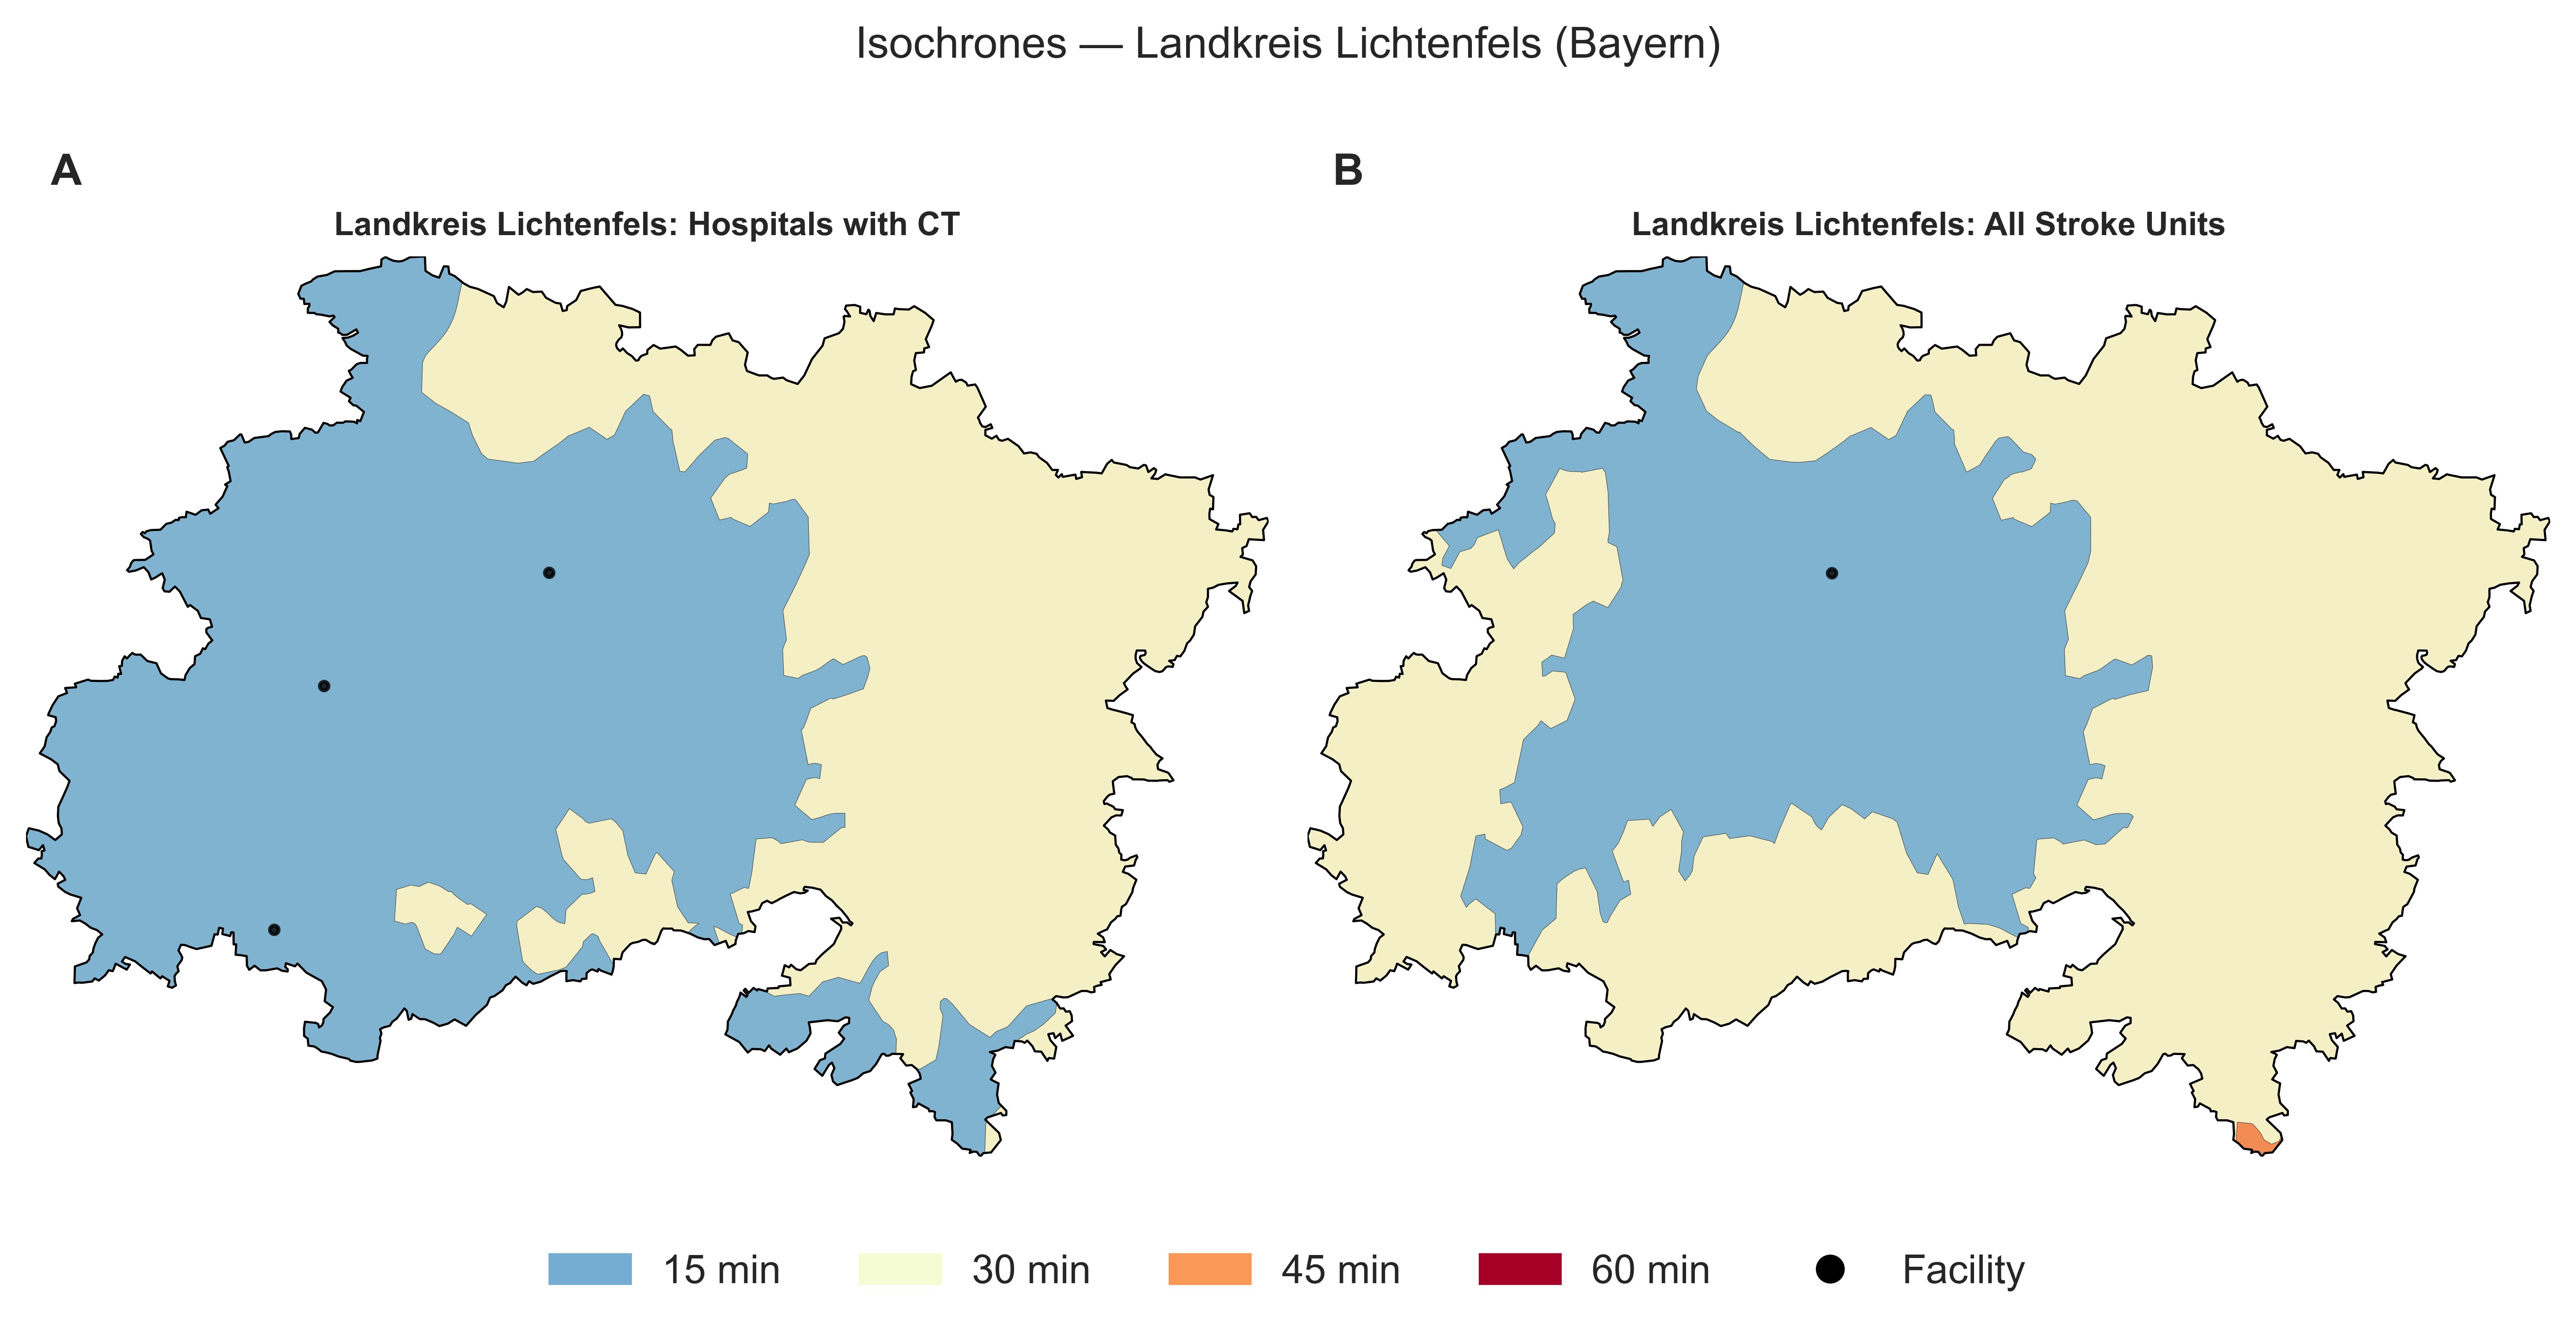 Isochrones — Landkreis Lichtenfels (Bayern)
A
B
Landkreis Lichtenfels: Hospitals with CT
Landkreis Lichtenfels: All Stroke Units
15 min
30 min
45 min
60 min
Facility